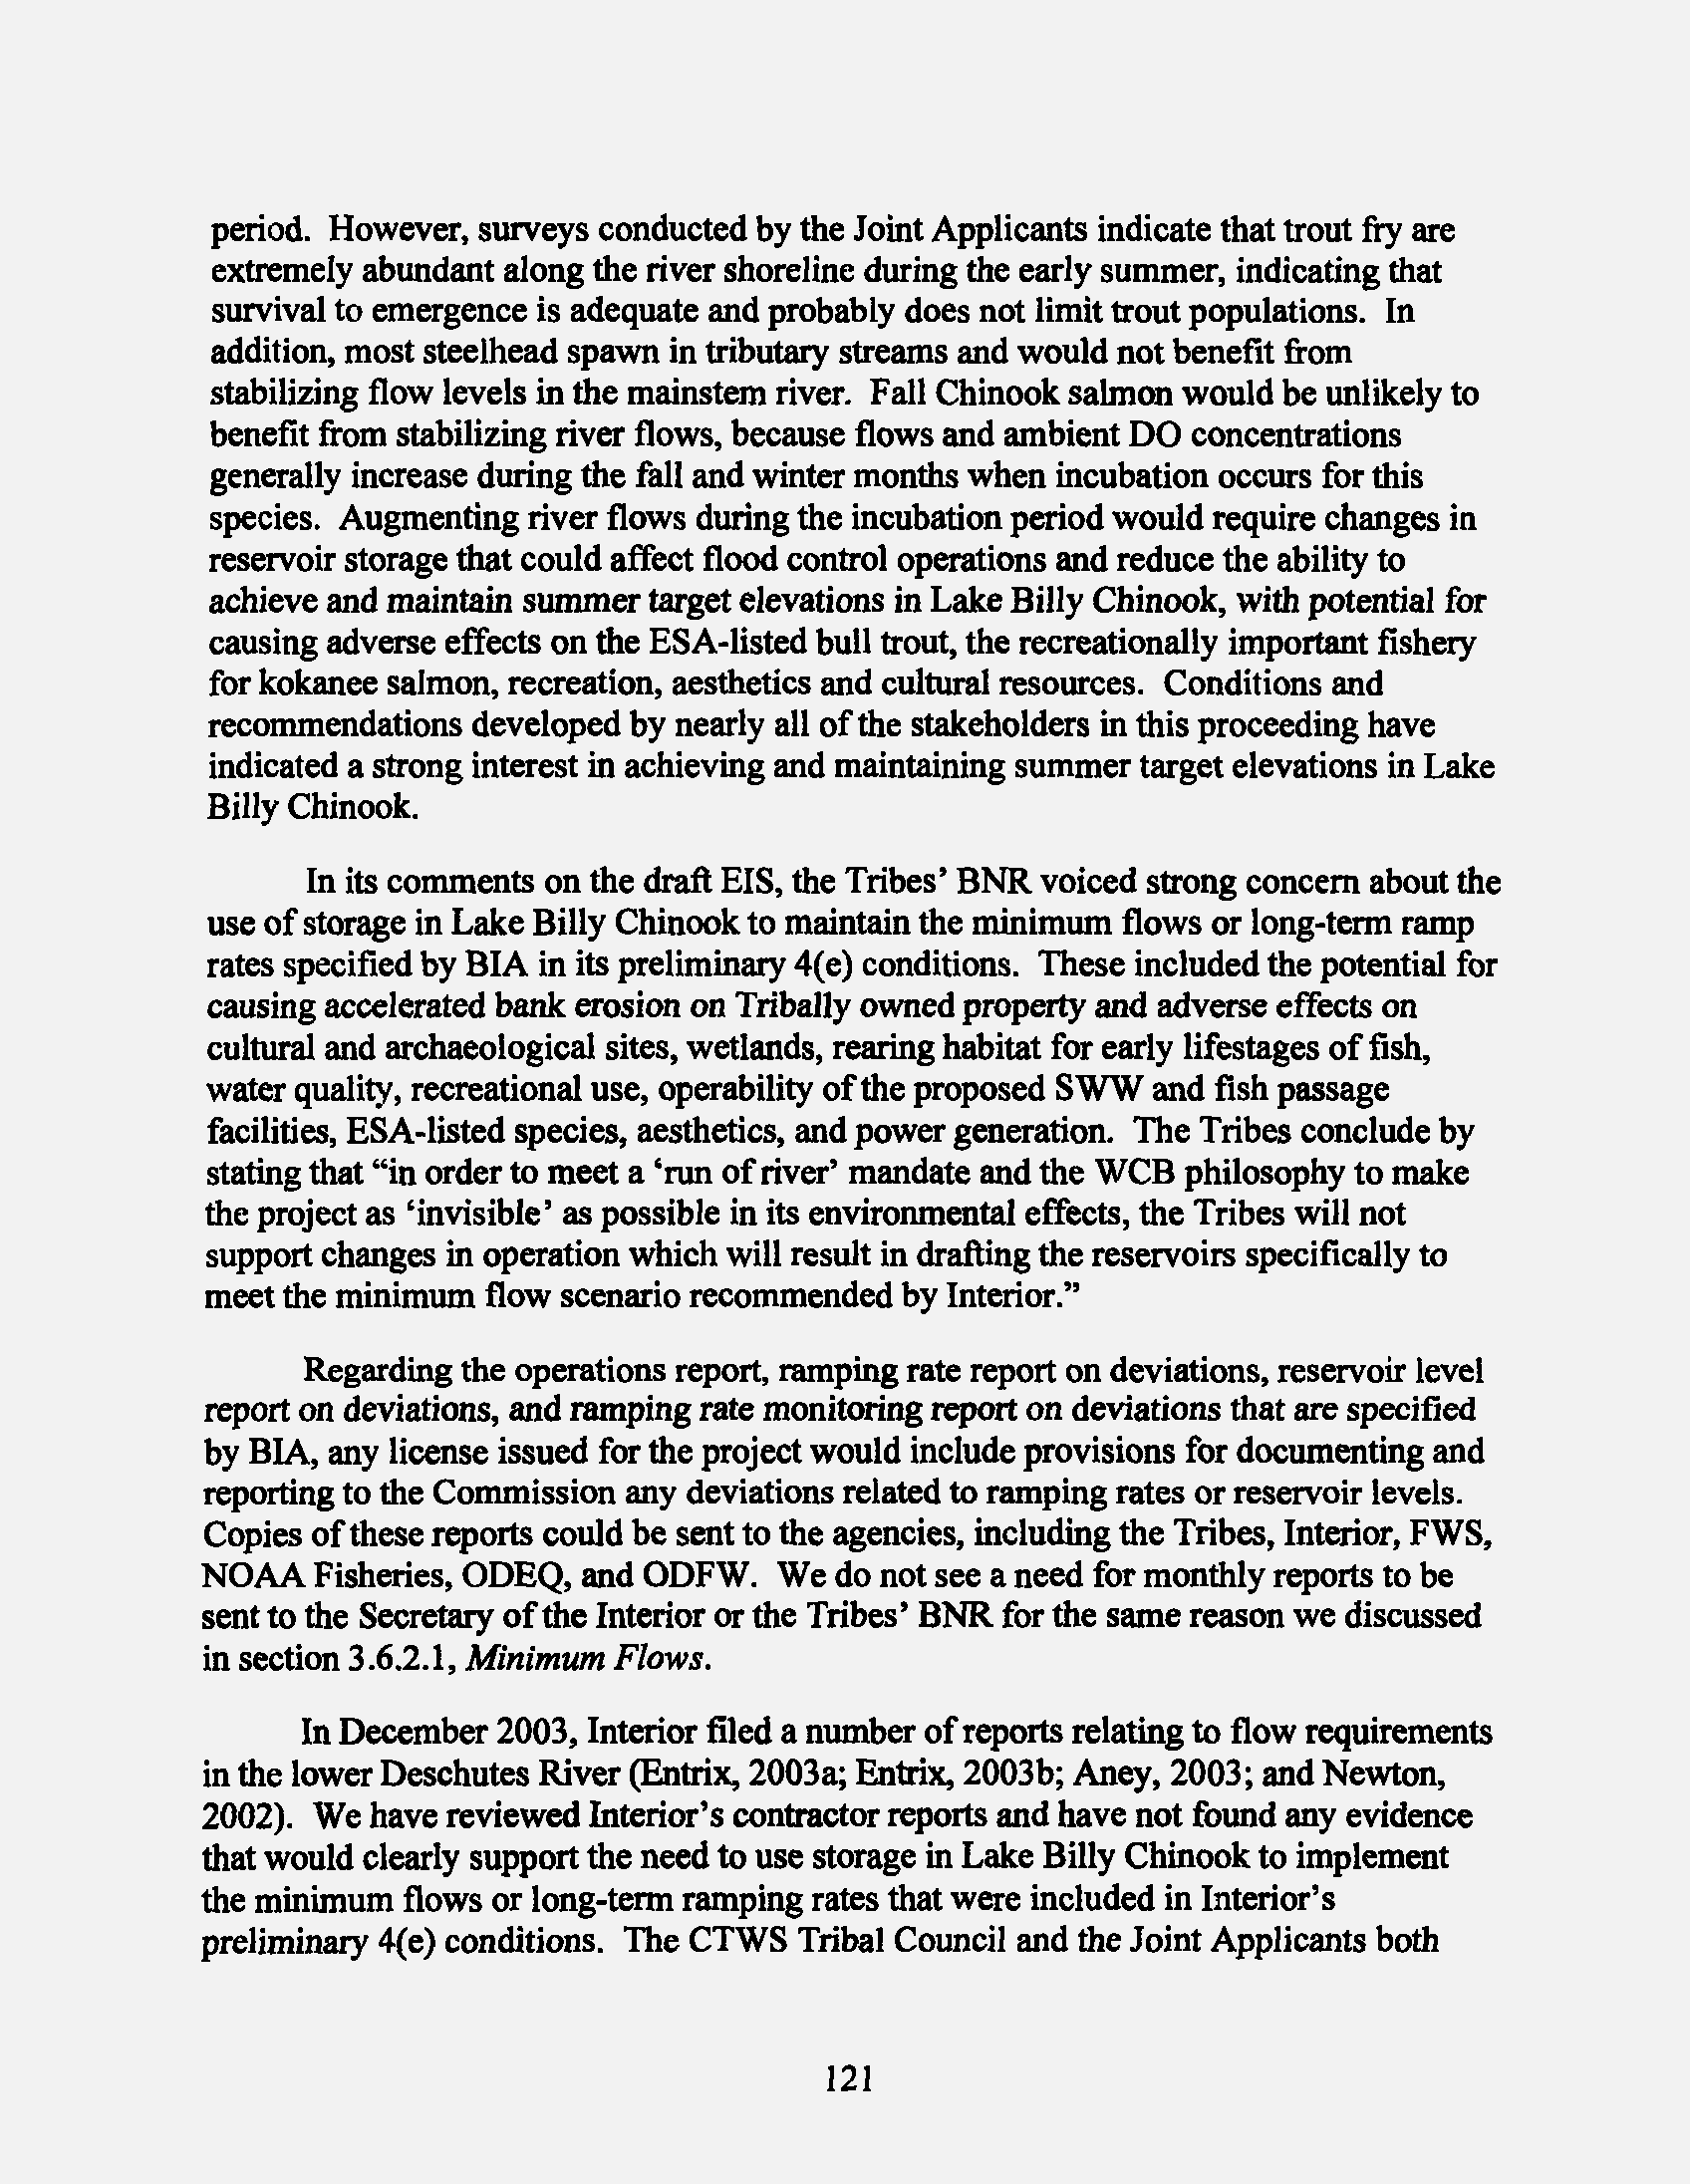 period.  However, surveys conducted by the Joint Applicants indicate that trout fry are
extremely abundant along the river shoreline during the early summer, indicating that
survival to emergence is adequate and probably does not limit trout populations.  In
addition, most steelhead spawn in tributary streams and would not benefit from
stabilizing flow levels in the mainstem river.  Fall Chinook salmon would be unlikely to
benefit from stabilizing river flows, because flows and ambient DO concentrations
generally increase during the fall and winter months when incubation occurs for this
species.  Augmenting river flows during the incubation period would require changes in
reservoir storage that could affect flood control operations and reduce the ability to
achieve and maintain summer target elevations in Lake Billy Chinook, with potential for
causing adverse effects on the ESA-listed bull trout, the recreationally important fishery
for kokanee salmon, recreation, aesthetics and cultural resources.  Conditions and
recommendations developed by nearly all of the stakeholders in this proceeding have
indicated a strong interest in achieving and maintaining summer target elevations in Lake
Billy Chinook.
In its comments on the draft EIS, the Tribes’ BNR voiced strong concern about the
use of storage in Lake Billy Chinook to maintain the minimum flows or long-term ramp
rates specified by BIA in its preliminary 4(e) conditions.  These included the potential for
causing accelerated bank erosion on Tribally owned property and adverse effects on
cultural and archaeological sites, wetlands, rearing habitat for early lifestages of fish,
water quality, recreational use, operability of the proposed SWW and fish passage
facilities, ESA-listed species, aesthetics, and power generation.  The Tribes conclude by
stating that “in order to meet a ‘run of river’ mandate and the WCB philosophy to make
the project as ‘invisible’ as possible in its environmental effects, the Tribes will not
support changes in operation which will result in drafting the reservoirs specifically to
meet the minimum flow scenario recommended by Interior.”
Regarding the operations report, ramping rate report on deviations, reservoir level
report on deviations, and ramping rate monitoring report on deviations that are specified
by BIA, any license issued for the project would include provisions for documenting and
reporting to the Commission any deviations related to ramping rates or reservoir levels.
Copies of these reports could be sent to the agencies, including the Tribes, Interior, FWS,
NOAA Fisheries, ODEQ, and ODFW.  We do not see a need for monthly reports to be
sent to the Secretary of the Interior or the Tribes’ BNR for the same reason we discussed
in section 3.6.2.1, Minimum Flows.
In December 2003, Interior filed a number of reports relating to flow requirements
in the lower Deschutes River (Entrix, 2003a; Entrix, 2003b; Aney, 2003; and Newton,
2002).  We have reviewed Interior’s contractor reports and have not found any evidence
that would clearly support the need to use storage in Lake Billy Chinook to implement
the minimum flows or long-term ramping rates that were included in Interior’s
preliminary 4(e) conditions.  The CTWS Tribal Council and the Joint Applicants both
121